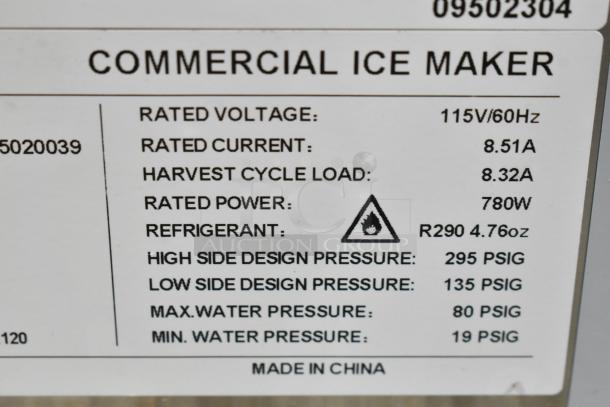 09502304
COMMERCIAL ICE MAKER
RATED VOLTAGE: 115V/60Hz
5020039 RATED CURRENT: 8.51A
HARVEST CYCLE LOAD: 8.32A
RATED POWER: 780W
REFRIGERANT: R290 4.76oz
AUCTION GROUP
HIGH SIDE DESIGN PRESSURE: 295 PSIG
LOW SIDE DESIGN PRESSURE: 135 PSIG
MAX.WATER PRESSURE: 80 PSIG
120 MIN. WATER PRESSURE: 19 PSIG
MADE IN CHINA